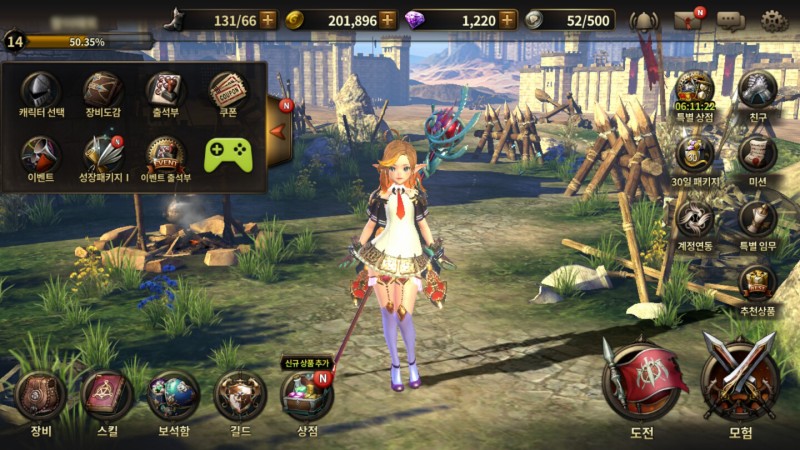 131/66
201,896
1,220
52/500
N
14
50.35%
캐릭터 선택
장비도감
출석부
쿠폰
COUPON
N
이벤트
성장패키지 I
N
EVENT
이벤트 출석부
06:11:22
특별 상점
친구
30
30일 패키지
미션
계정연동
특별 임무
BEST
추천상품
신규 상품 추가
N
장비
스킬
보석함
길드
상점
도전
모험